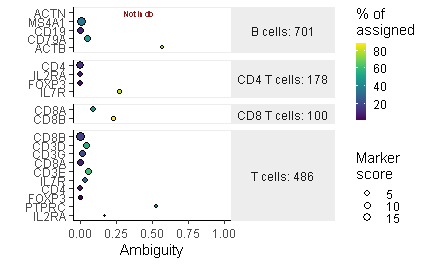 ACTN
MS4A1
CD19
CD79A
ACTB
Not in db
B cells: 701
CD4
IL2RA
FOXP3
IL7R
CD4 T cells: 178
CD8A
CD8B
CD8 T cells: 100
CD8B
CD3D
CD3G
CD8A
CD3E
IL7R
CD4
FOXP3
PTPRC
IL2RA
T cells: 486
0.00 0.25 0.50 0.75 1.00
Ambiguity
% of
assigned
80
60
40
20
Marker
score
5
10
15